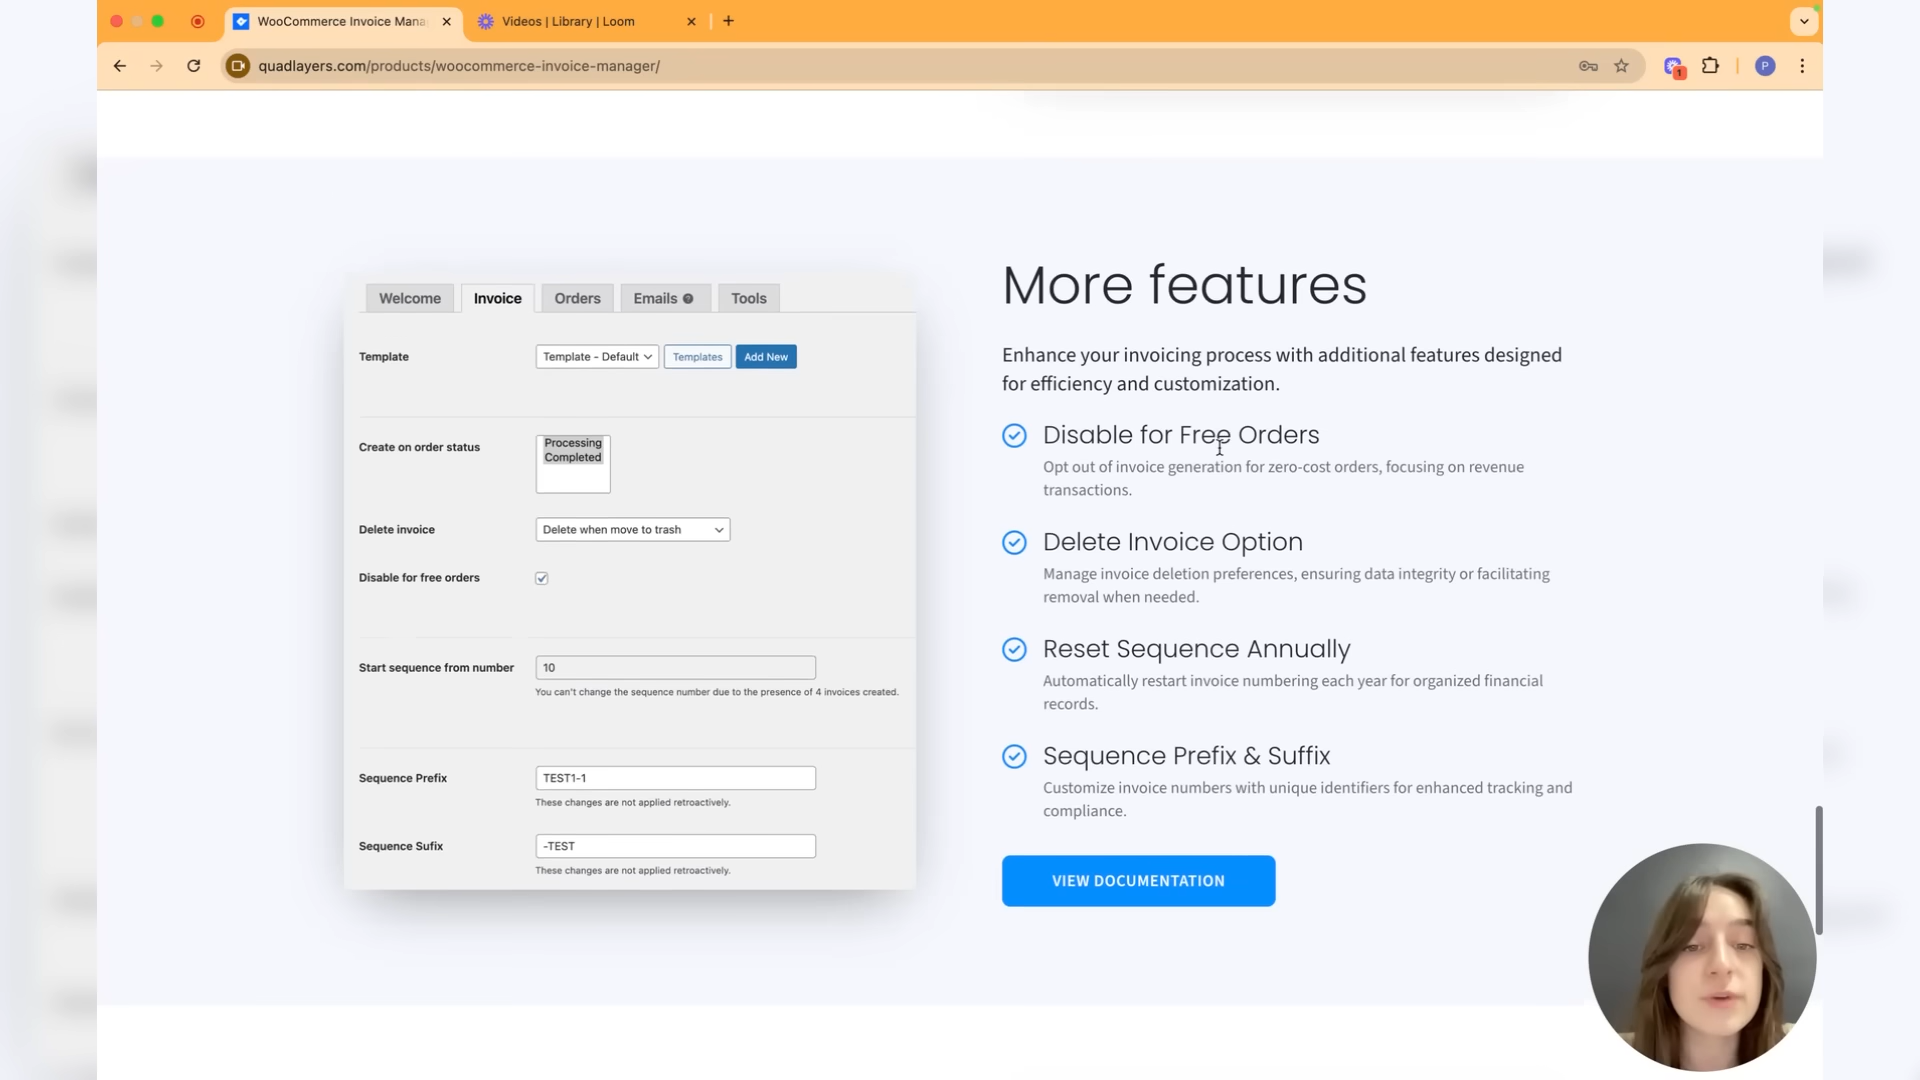 WooCommerce Invoice Mana
Videos | Library | Loom
quadlayers.com/products/woocommerce-invoice-manager/
1
P
Welcome
Invoice
Orders
Emails
Tools
Template
Template - Default
Templates
Add New
Create on order status
Processing
Completed
Delete invoice
Delete when move to trash
Disable for free orders
Start sequence from number
10
You can't change the sequence number due to the presence of 4 invoices created.
Sequence Prefix
TEST1-1
These changes are not applied retroactively.
Sequence Sufix
-TEST
These changes are not applied retroactively.
More features
Enhance your invoicing process with additional features designed
for efficiency and customization.
Disable for Free Orders
Opt out of invoice generation for zero-cost orders, focusing on revenue
transactions.
Delete Invoice Option
Manage invoice deletion preferences, ensuring data integrity or facilitating
removal when needed.
Reset Sequence Annually
Automatically restart invoice numbering each year for organized financial
records.
Sequence Prefix & Suffix
Customize invoice numbers with unique identifiers for enhanced tracking and
compliance.
VIEW DOCUMENTATION